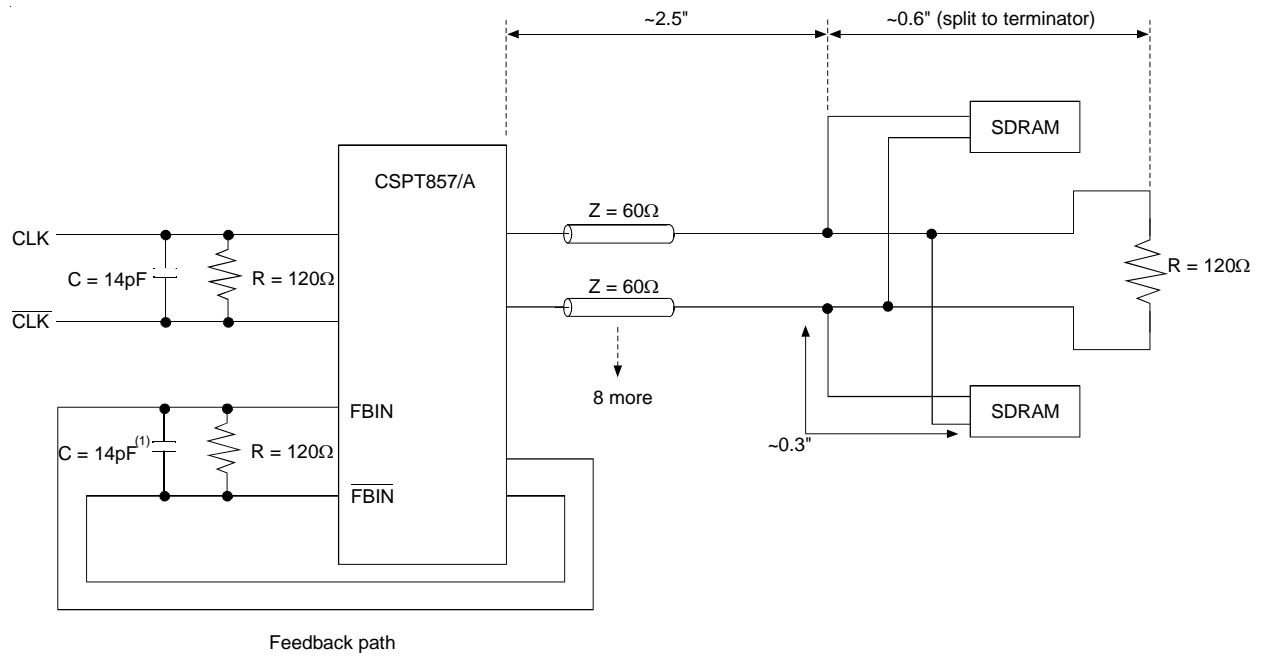 ~2.5"
~0.6" (split to terminator)
SDRAM
CSPT857/A
Z = 60Ω
CLK
C = 14pF
R = 120Ω
R = 120Ω
CLK
Z = 60Ω
8 more
FBIN
SDRAM
~0.3"
C = 14pF(1)
R = 120Ω
FBIN
Feedback path